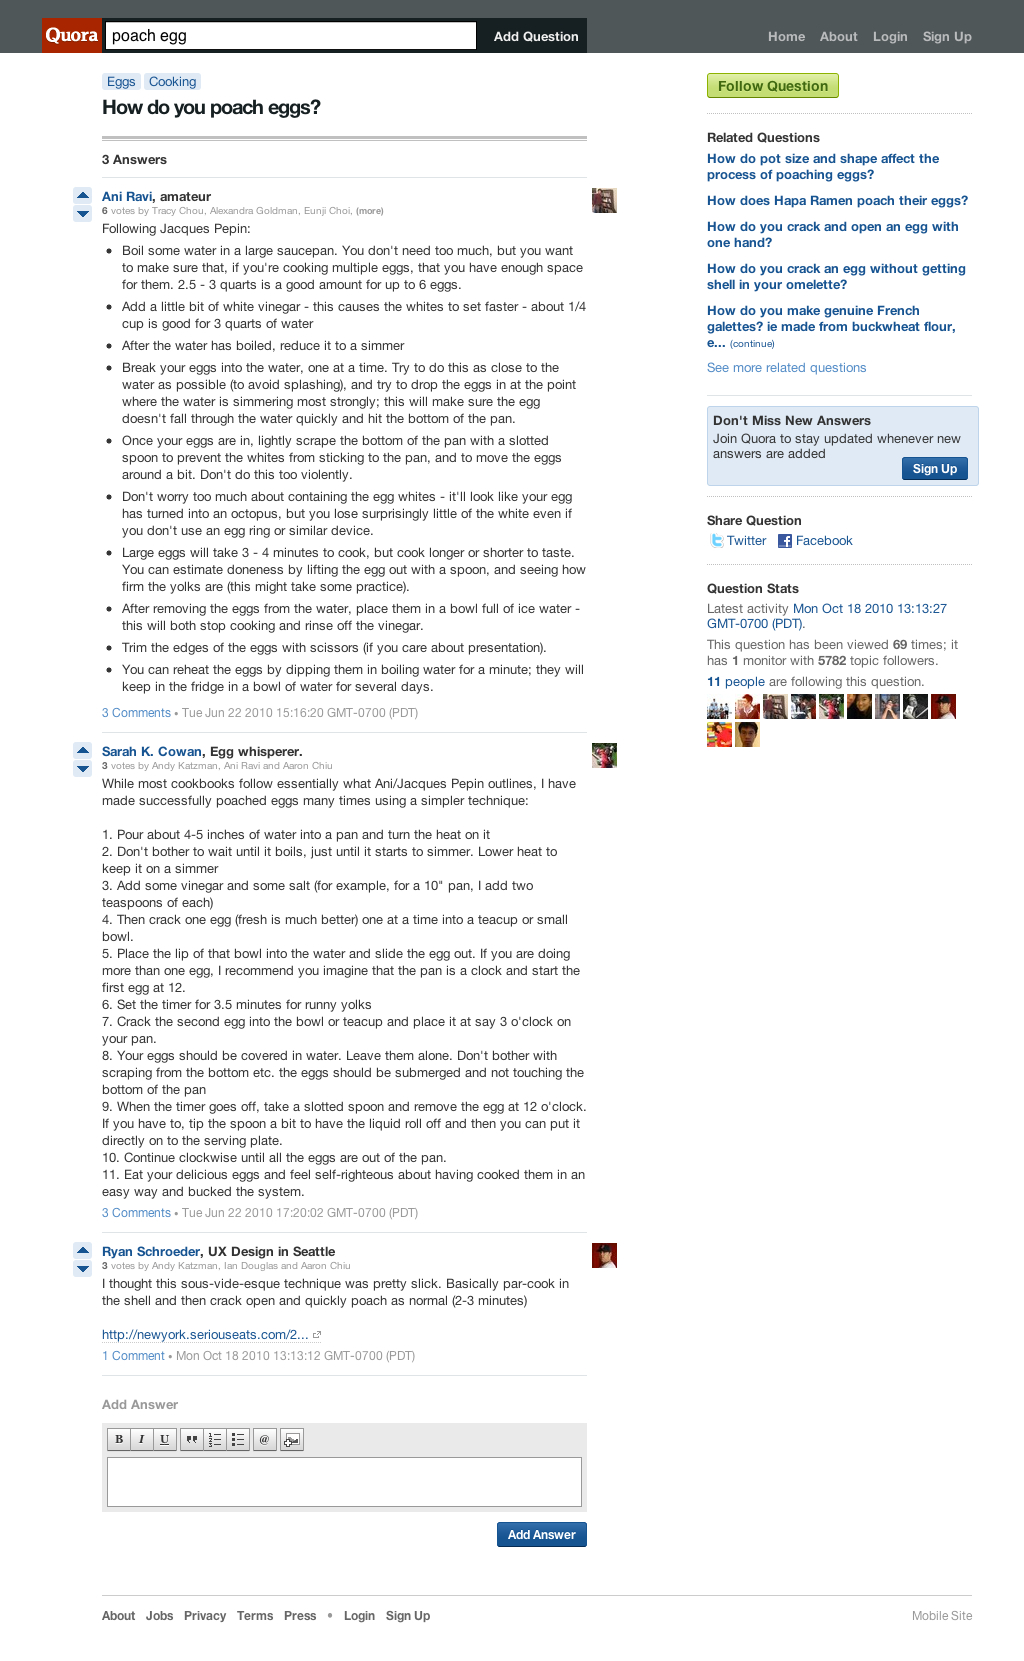 Quora
poach egg
Add Question
Home About Login Sign Up
Eggs Cooking
How do you poach eggs?
3 Answers
Ani Ravi, amateur
6 votes by Tracy Chou, Alexandra Goldman, Eunji Choi, (more)
Following Jacques Pepin:
Boil some water in a large saucepan. You don't need too much, but you want
to make sure that, if you're cooking multiple eggs, that you have enough space
for them. 2.5 - 3 quarts is a good amount for up to 6 eggs.
Add a little bit of white vinegar - this causes the whites to set faster - about 1/4
cup is good for 3 quarts of water
After the water has boiled, reduce it to a simmer
Break your eggs into the water, one at a time. Try to do this as close to the
water as possible (to avoid splashing), and try to drop the eggs in at the point
where the water is simmering most strongly; this will make sure the egg
doesn't fall through the water quickly and hit the bottom of the pan.
Once your eggs are in, lightly scrape the bottom of the pan with a slotted
spoon to prevent the whites from sticking to the pan, and to move the eggs
around a bit. Don't do this too violently.
Don't worry too much about containing the egg whites - it'll look like your egg
has turned into an octopus, but you lose surprisingly little of the white even if
you don't use an egg ring or similar device.
Large eggs will take 3 - 4 minutes to cook, but cook longer or shorter to taste.
You can estimate doneness by lifting the egg out with a spoon, and seeing how
firm the yolks are (this might take some practice).
After removing the eggs from the water, place them in a bowl full of ice water -
this will both stop cooking and rinse off the vinegar.
Trim the edges of the eggs with scissors (if you care about presentation).
You can reheat the eggs by dipping them in boiling water for a minute; they will
keep in the fridge in a bowl of water for several days.
3 Comments • Tue Jun 22 2010 15:16:20 GMT-0700 (PDT)
Sarah K. Cowan, Egg whisperer.
3 votes by Andy Katzman, Ani Ravi and Aaron Chiu
While most cookbooks follow essentially what Ani/Jacques Pepin outlines, I have
made successfully poached eggs many times using a simpler technique:
1. Pour about 4-5 inches of water into a pan and turn the heat on it
2. Don't bother to wait until it boils, just until it starts to simmer. Lower heat to
keep it on a simmer
3. Add some vinegar and some salt (for example, for a 10" pan, I add two
teaspoons of each)
4. Then crack one egg (fresh is much better) one at a time into a teacup or small
bowl.
5. Place the lip of that bowl into the water and slide the egg out. If you are doing
more than one egg, I recommend you imagine that the pan is a clock and start the
first egg at 12.
6. Set the timer for 3.5 minutes for runny yolks
7. Crack the second egg into the bowl or teacup and place it at say 3 o'clock on
your pan.
8. Your eggs should be covered in water. Leave them alone. Don't bother with
scraping from the bottom etc. the eggs should be submerged and not touching the
bottom of the pan
9. When the timer goes off, take a slotted spoon and remove the egg at 12 o'clock.
If you have to, tip the spoon a bit to have the liquid roll off and then you can put it
directly on to the serving plate.
10. Continue clockwise until all the eggs are out of the pan.
11. Eat your delicious eggs and feel self-righteous about having cooked them in an
easy way and bucked the system.
3 Comments • Tue Jun 22 2010 17:20:02 GMT-0700 (PDT)
Ryan Schroeder, UX Design in Seattle
3 votes by Andy Katzman, Ian Douglas and Aaron Chiu
I thought this sous-vide-esque technique was pretty slick. Basically par-cook in
the shell and then crack open and quickly poach as normal (2-3 minutes)
http://newyork.seriouseats.com/2...
1 Comment • Mon Oct 18 2010 13:13:12 GMT-0700 (PDT)
Add Answer
B I U @
Add Answer
Follow Question
Related Questions
How do pot size and shape affect the
process of poaching eggs?
How does Hapa Ramen poach their eggs?
How do you crack and open an egg with
one hand?
How do you crack an egg without getting
shell in your omelette?
How do you make genuine French
galettes? ie made from buckwheat flour,
e... (continue)
See more related questions
Don't Miss New Answers
Join Quora to stay updated whenever new
answers are added
Sign Up
Share Question
Twitter Facebook
Question Stats
Latest activity Mon Oct 18 2010 13:13:27
GMT-0700 (PDT).
This question has been viewed 69 times; it
has 1 monitor with 5782 topic followers.
11 people are following this question.
About Jobs Privacy Terms Press • Login Sign Up
Mobile Site